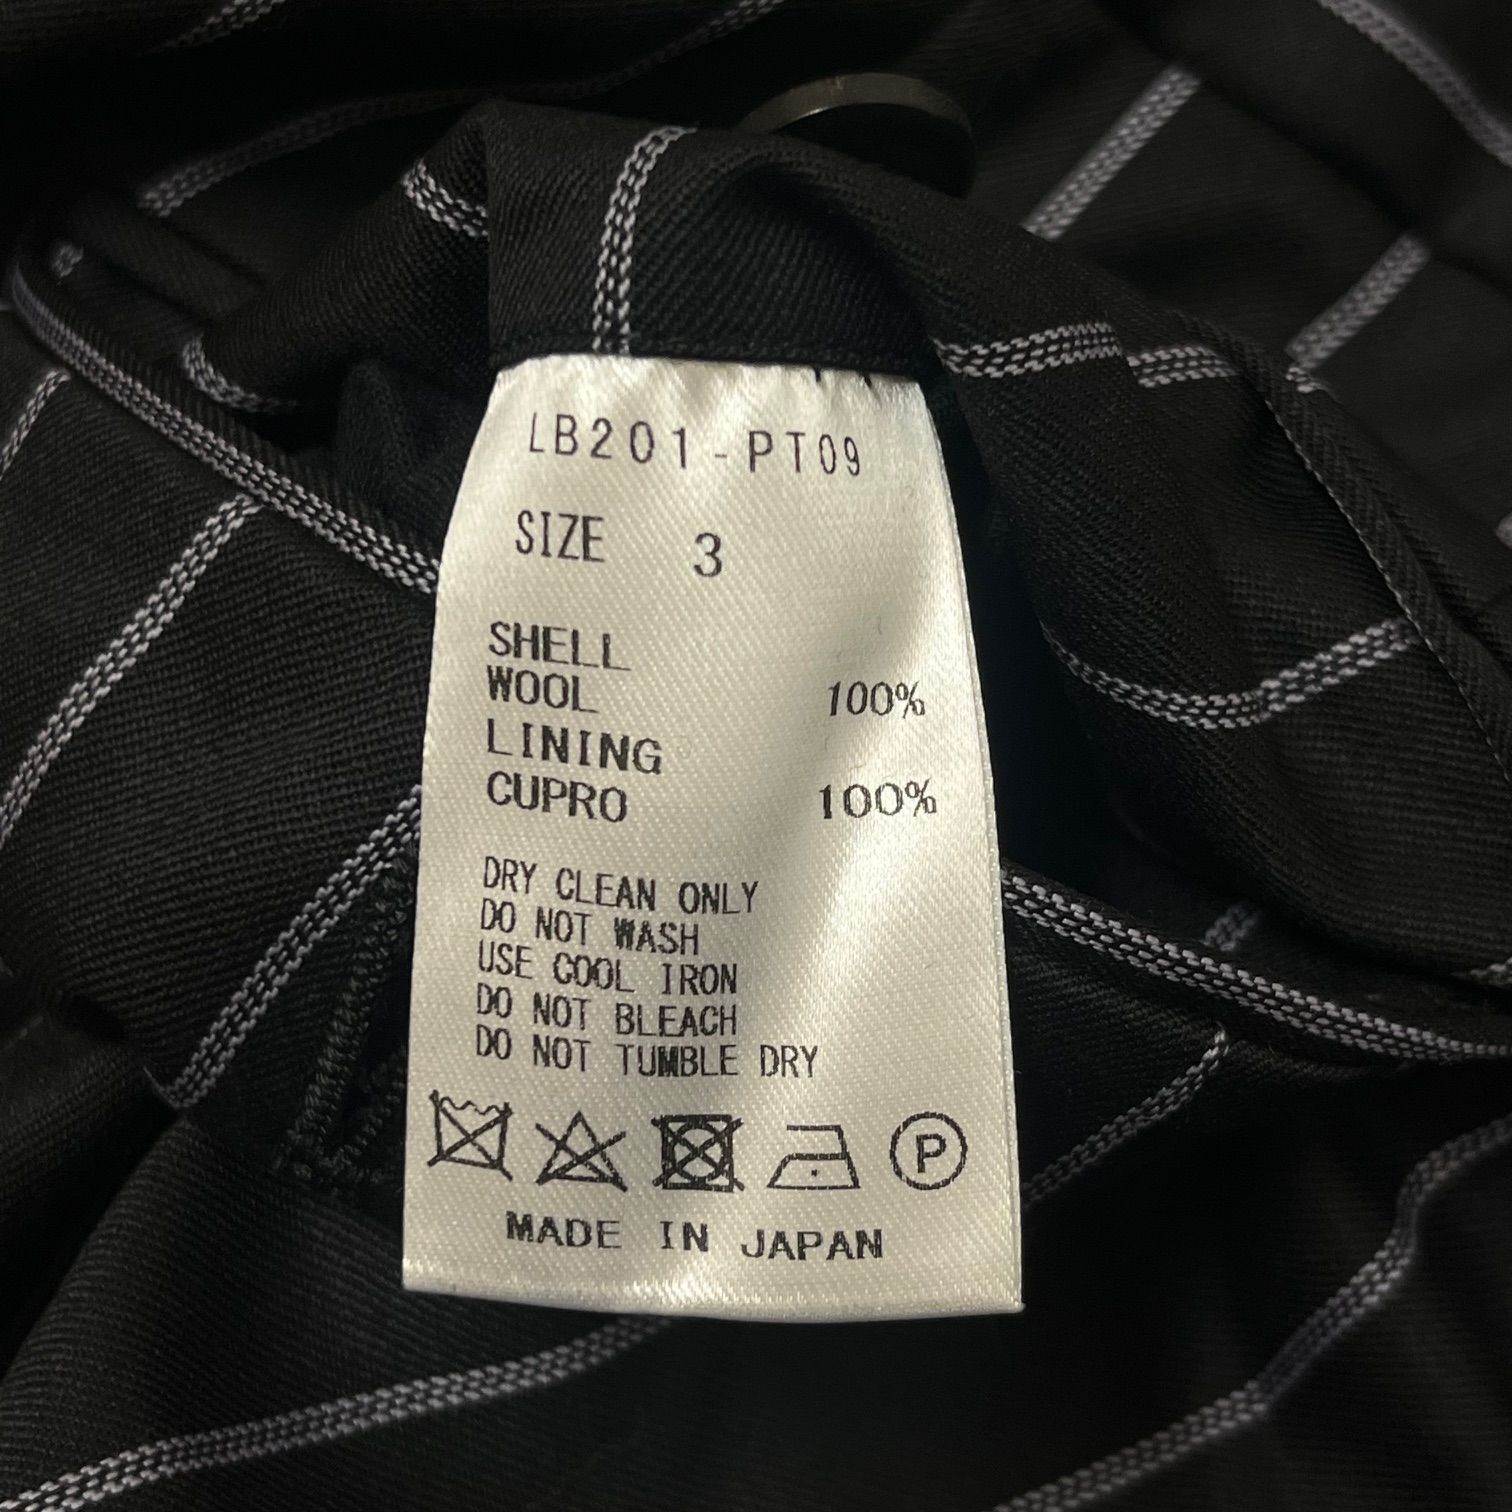 LB201-PT09
SIZE 3
SHELL
WOOL 100%
LINING
CUPRO 100%
DRY CLEAN ONLY
DO NOT WASH
USE COOL IRON
DO NOT BLEACH
DO NOT TUMBLE DRY
P
MADE IN JAPAN